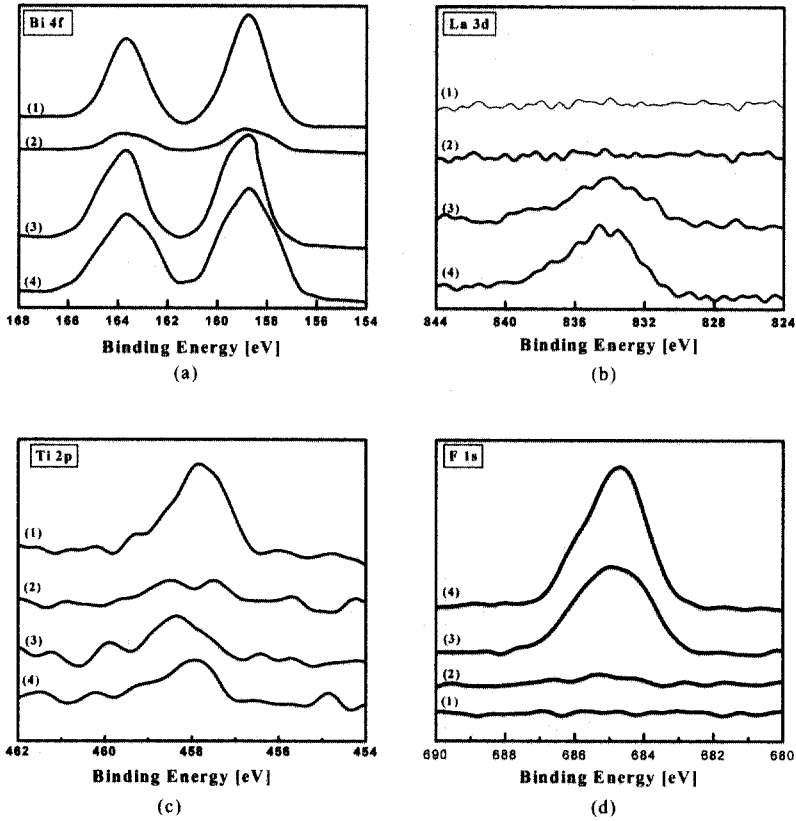 Bi 4f
(1)
(2)
(3)
(4)
168 166 164 162 160 158 156 154
Binding Energy [eV]
(a)
La 3d
(1)
(2)
(3)
(4)
844 840 836 832 828 824
Binding Energy [eV]
(b)
Ti 2p
(1)
(2)
(3)
(4)
462 460 458 456 454
Binding Energy [eV]
(c)
F 1s
(4)
(3)
(2)
(1)
690 688 686 684 682 680
Binding Energy [eV]
(d)